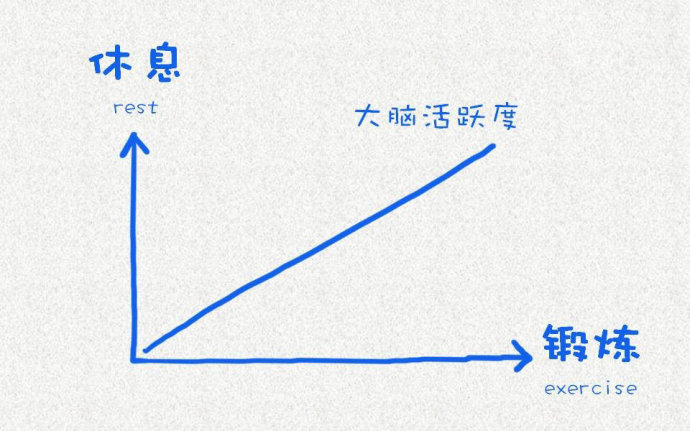 休息
rest
大脑活跃度
锻炼
exercise